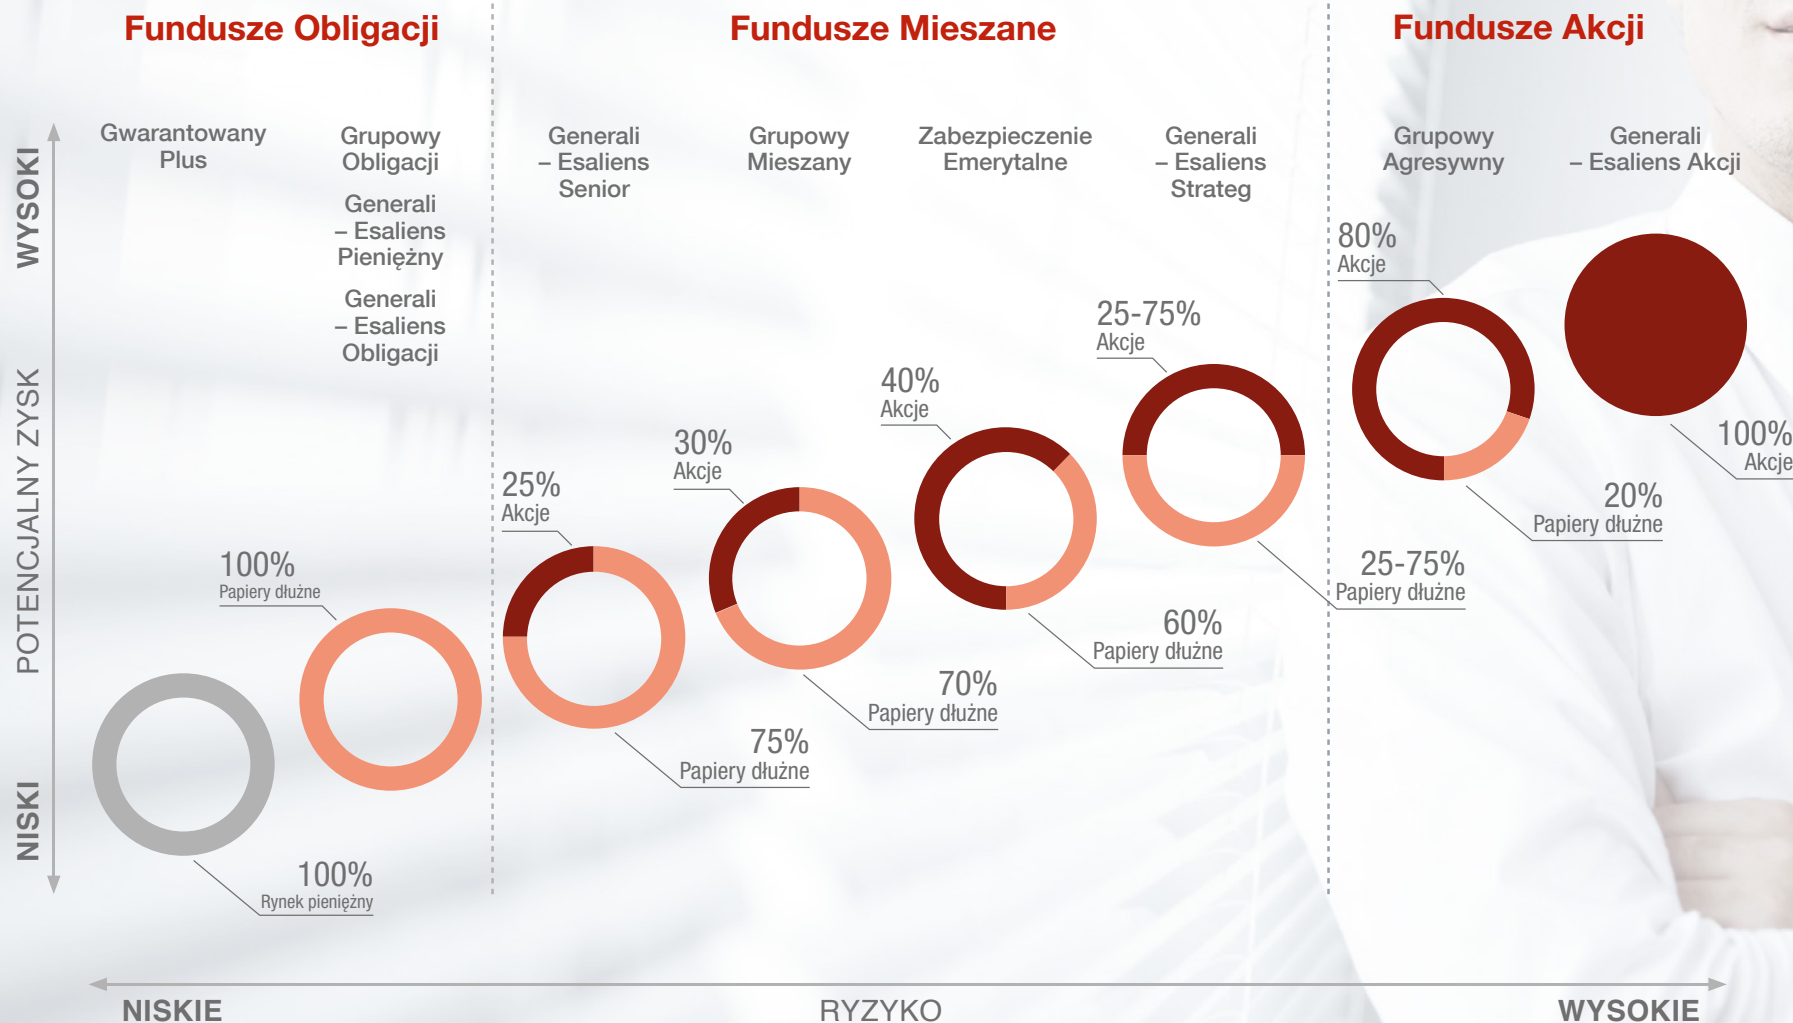 Fundusze Obligacji
Fundusze Mieszane
Fundusze Akcji
Gwarantowany
Plus
Grupowy
Obligacji
Generali
– Esaliens
Pieniężny
Generali
– Esaliens
Obligacji
Generali
– Esaliens
Senior
Grupowy
Mieszany
Zabezpieczenie
Emerytalne
Generali
– Esaliens
Strateg
Grupowy
Agresywny
Generali
– Esaliens Akcji
WYSOKI
POTENCJALNY ZYSK
NISKI
100%
Rynek pieniężny
100%
Papiery dłużne
25%
Akcje
75%
Papiery dłużne
30%
Akcje
70%
Papiery dłużne
40%
Akcje
60%
Papiery dłużne
25-75%
Akcje
25-75%
Papiery dłużne
80%
Akcje
20%
Papiery dłużne
100%
Akcje
NISKIE
RYZYKO
WYSOKIE